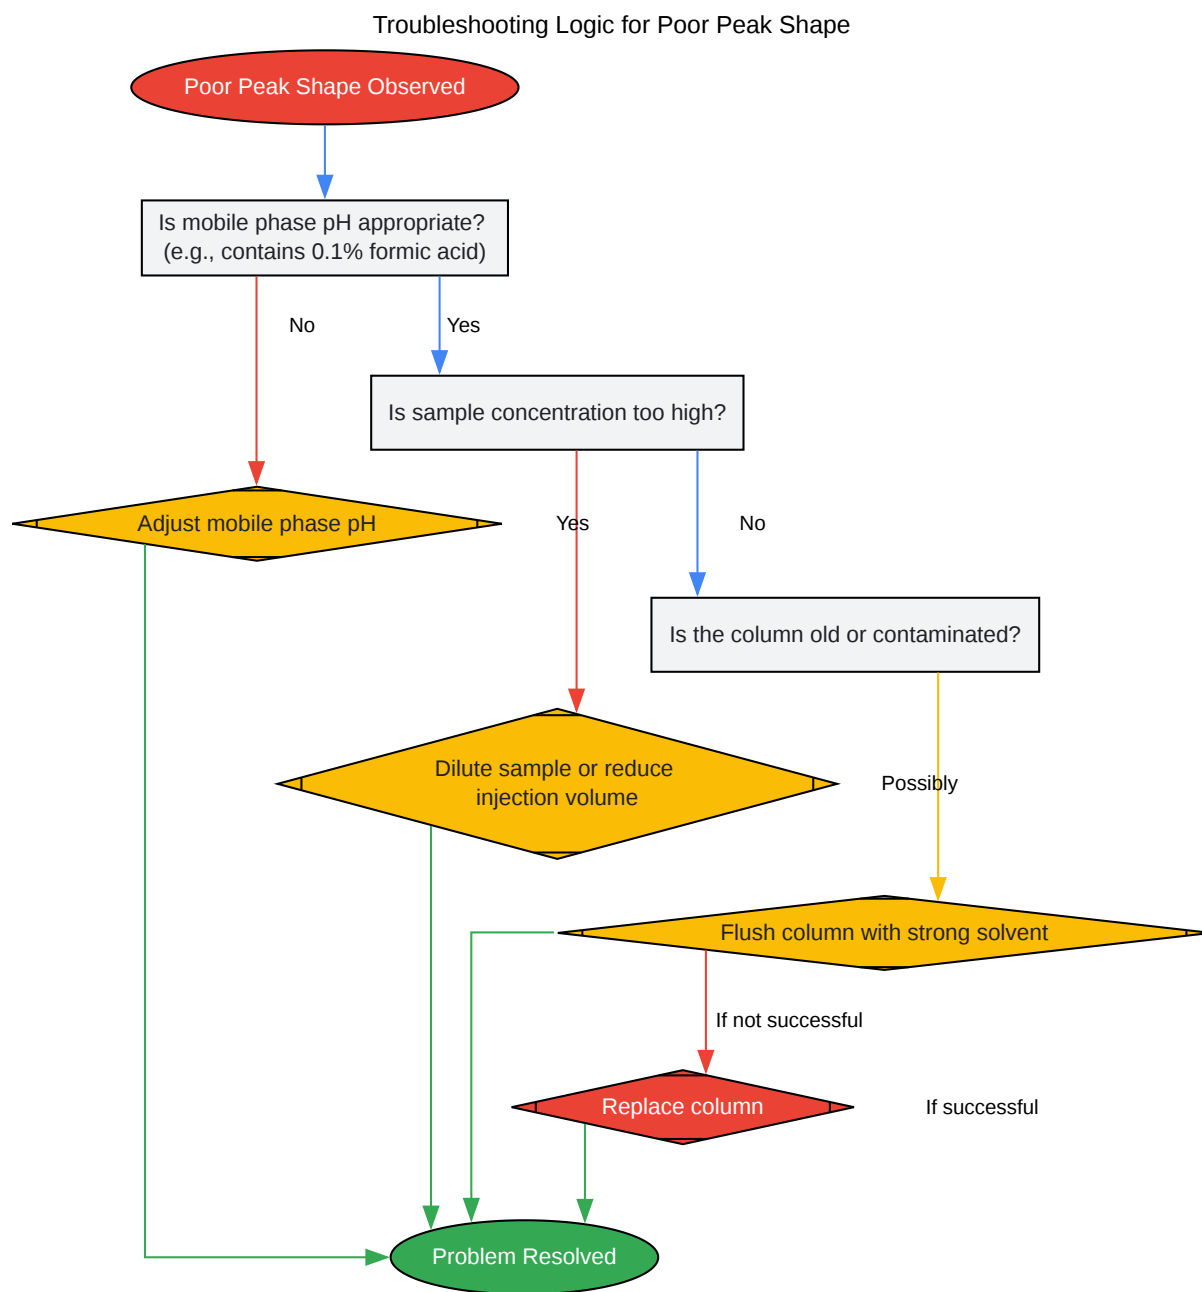 Troubleshooting Logic for Poor Peak Shape
Poor Peak Shape Observed
Is mobile phase pH appropriate?
(e.g., contains 0.1% formic acid)
No
Yes
Is sample concentration too high?
Adjust mobile phase pH
Yes
No
Is the column old or contaminated?
Dilute sample or reduce
injection volume
Possibly
Flush column with strong solvent
If not successful
Replace column
If successful
Problem Resolved